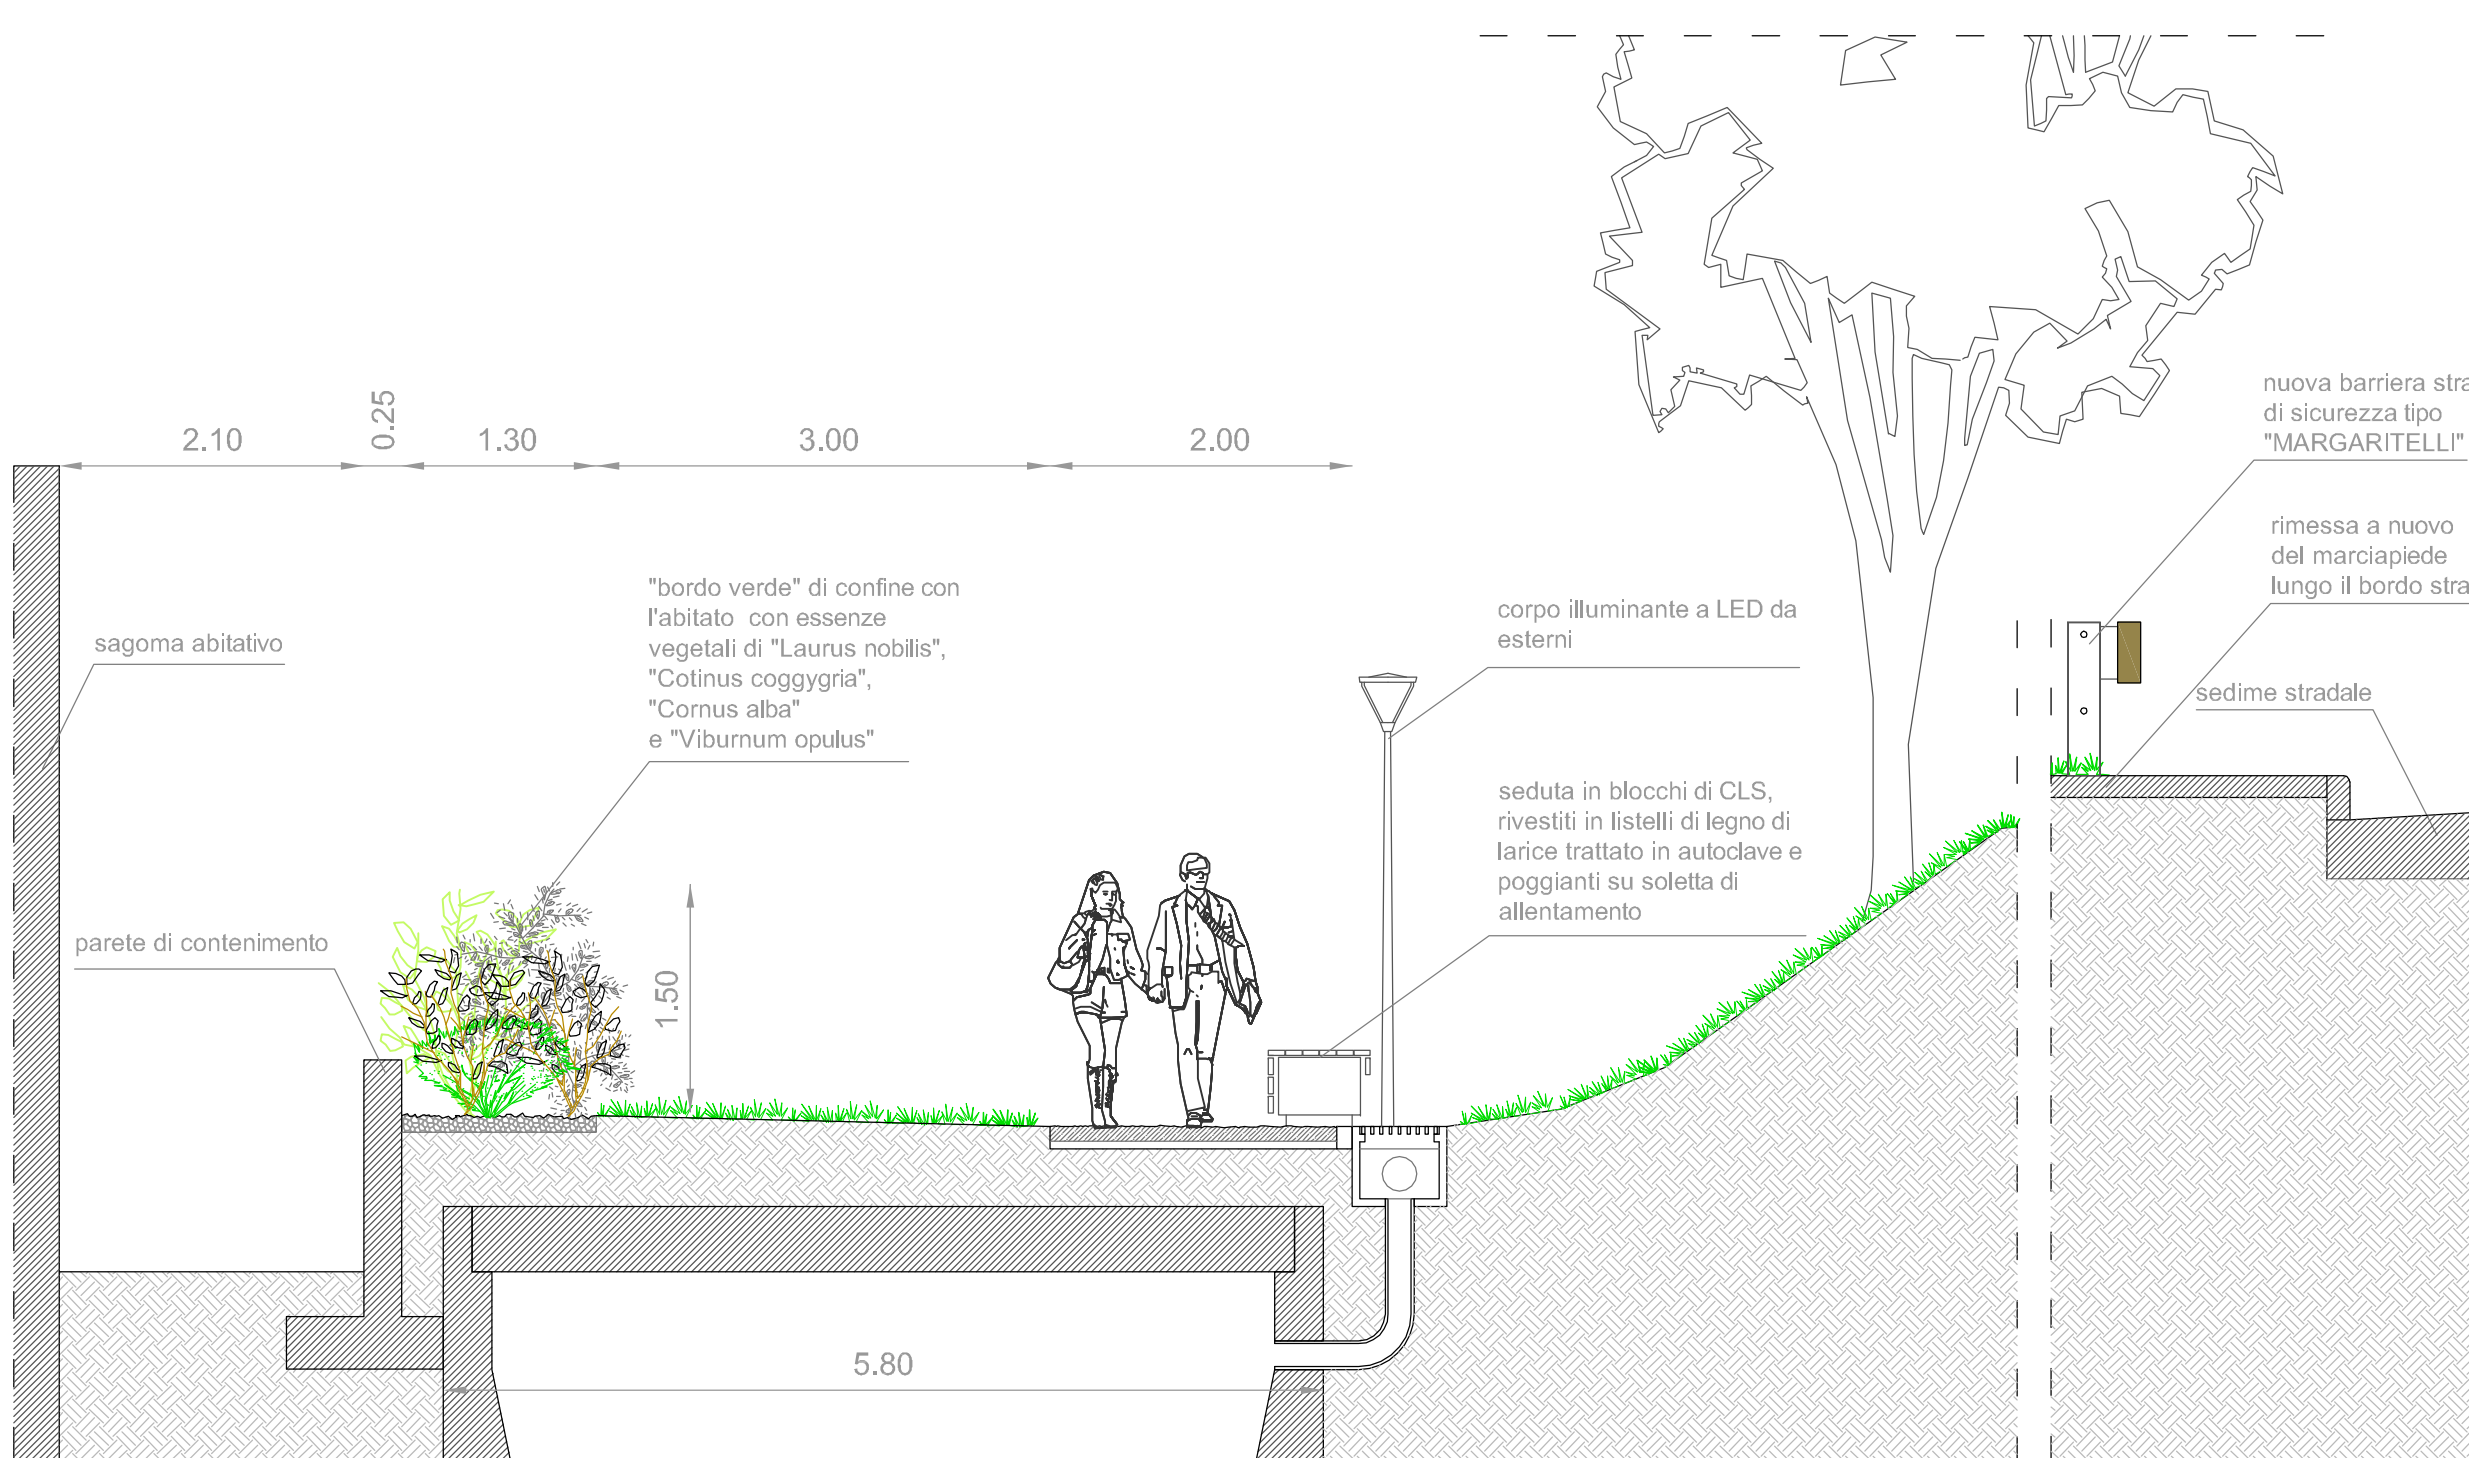 nuova barriera stra
di sicurezza tipo
"MARGARITELLI"
0.25
2.10
1.30
3.00
2.00
rimessa a nuovo
del marciapiede
lungo il bordo stra
"bordo verde" di confine con
l'abitato con essenze
vegetali di "Laurus nobilis",
"Cotinus coggygria",
"Cornus alba"
e "Viburnum opulus"
corpo illuminante a LED da
esterni
sagoma abitativo
sedime stradale
seduta in blocchi di CLS,
rivestiti in listelli di legno di
larice trattato in autoclave e
poggianti su soletta di
allentamento
parete di contenimento
1.50
5.80